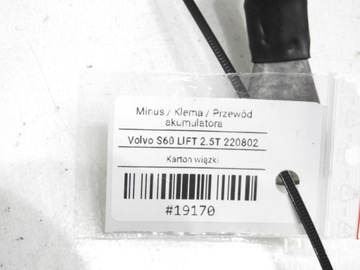 Minus / Klema / Przewód
akumulatora
Volvo S60 LIFT 2.5T 220802
Karton wiązki
#19170